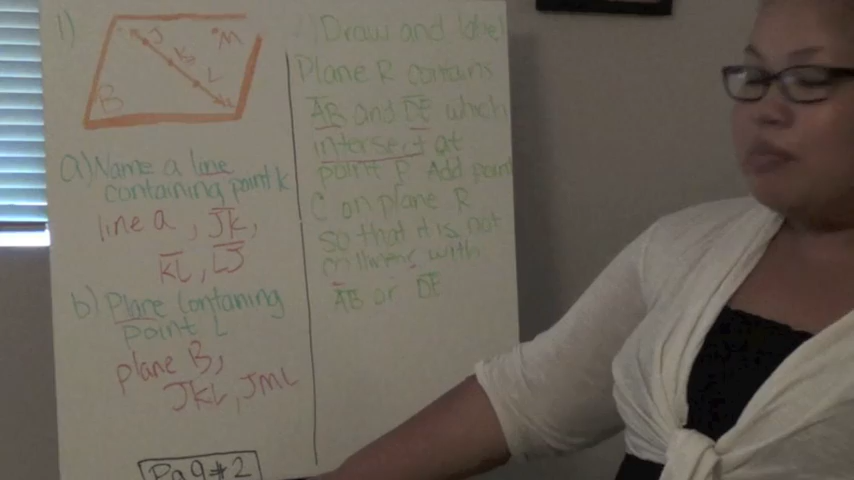 1)
J
K
M
L
B
a) Name a line
containing point k
line a, JK,
KL, LJ
b) Plane Containing
Point L
plane B,
JKL, JML
Pg 9 #2
Draw and label
Plane R contains
AB and DE which
intersect at
point P. Add point
C on plane R
so that it is not
collinear with
AB or DE